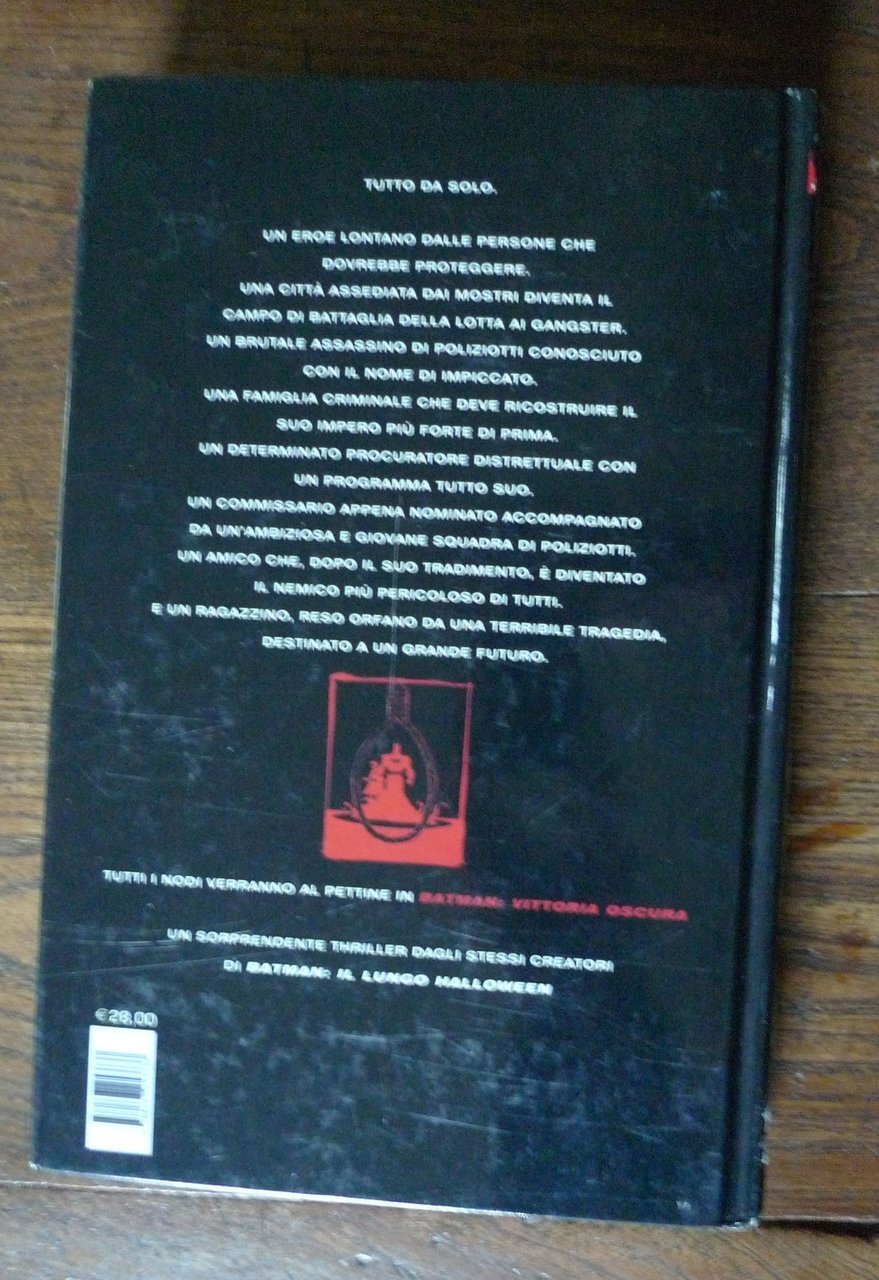 TUTTO DA SOLO.
UN EROE LONTANO DALLE PERSONE CHE
DOVREBBE PROTEGGERE.
UNA CITTÀ ASSEDIATA DAI MOSTRI DIVENTA IL
CAMPO DI BATTAGLIA DELLA LOTTA AI GANGSTER.
UN BRUTALE ASSASSINO DI POLIZIOTTI CONOSCIUTO
CON IL NOME DI IMPICCATO.
UNA FAMIGLIA CRIMINALE CHE DEVE RICOSTRUIRE IL
SUO IMPERO PIÙ FORTE DI PRIMA.
UN DETERMINATO PROCURATORE DISTRETTUALE CON
UN PROGRAMMA TUTTO SUO.
UN COMMISSARIO APPENA NOMINATO ACCOMPAGNATO
DA UN'AMBIZIOSA E GIOVANE SQUADRA DI POLIZIOTTI.
UN AMICO CHE, DOPO IL SUO TRADIMENTO, È DIVENTATO
IL NEMICO PIÙ PERICOLOSO DI TUTTI.
E UN RAGAZZINO, RESO ORFANO DA UNA TERRIBILE TRAGEDIA,
DESTINATO A UN GRANDE FUTURO.
TUTTI I NODI VERRANNO AL PETTINE IN BATMAN: VITTORIA OSCURA
UN SORPRENDENTE THRILLER DAGLI STESSI CREATORI
DI BATMAN: IL LUNGO HALLOWEEN
€28,00